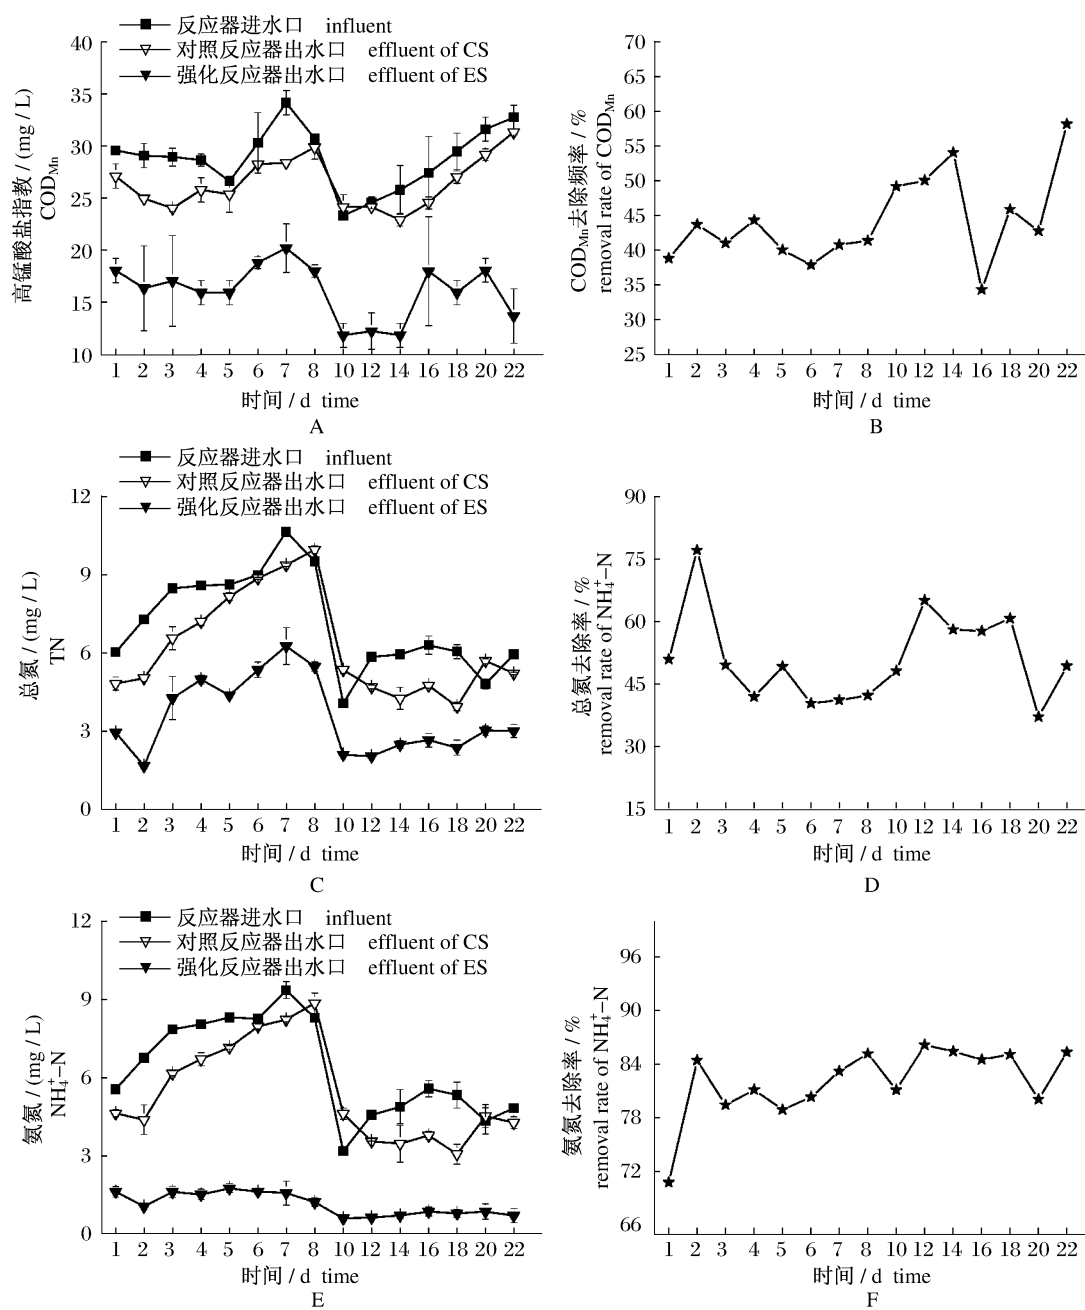 反应器进水口 influent
对照反应器出水口 effluent of CS
强化反应器出水口 effluent of ES
高锰酸盐指教 / (mg / L)
COD_Mn
40
35
30
25
20
15
10
1 2 3 4 5 6 7 8 10 12 14 16 18 20 22
时间 / d time
A
COD_Mn去除频率 / %
removal rate of COD_Mn
70
65
60
55
50
45
40
35
30
25
1 2 3 4 5 6 7 8 10 12 14 16 18 20 22
时间 / d time
B
反应器进水口 influent
对照反应器出水口 effluent of CS
强化反应器出水口 effluent of ES
总氮 / (mg / L)
TN
12
9
6
3
0
1 2 3 4 5 6 7 8 10 12 14 16 18 20 22
时间 / d time
C
总氮去除率 / %
removal rate of NH₄⁺−N
90
75
60
45
30
15
1 2 3 4 5 6 7 8 10 12 14 16 18 20 22
时间 / d time
D
反应器进水口 influent
对照反应器出水口 effluent of CS
强化反应器出水口 effluent of ES
氨氮 / (mg / L)
NH₄⁺−N
12
9
6
3
0
1 2 3 4 5 6 7 8 10 12 14 16 18 20 22
时间 / d time
E
氨氮去除率 / %
removal rate of NH₄⁺−N
96
90
84
78
72
66
1 2 3 4 5 6 7 8 10 12 14 16 18 20 22
时间 / d time
F